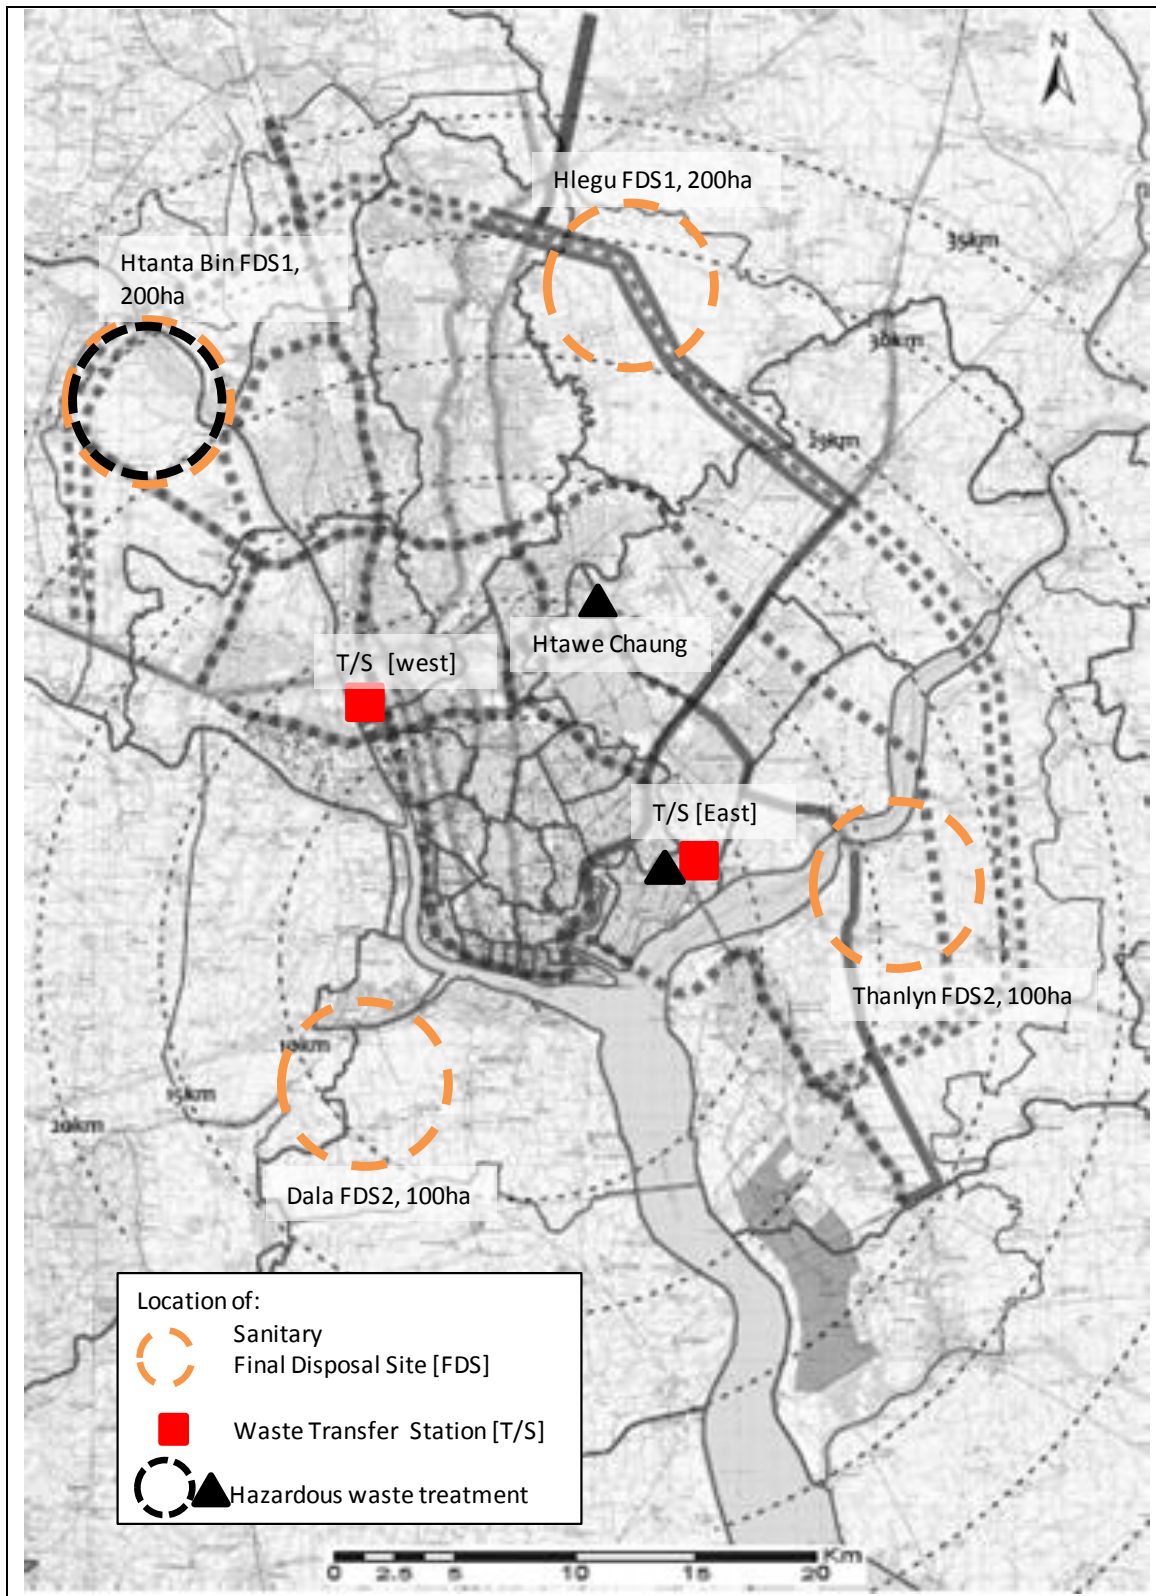 N
Hlegu FDS1, 200ha
35km
Htanta Bin FDS1,
200ha
30km
25km
Htawe Chaung
T/S [west]
T/S [East]
Thanlyn FDS2, 100ha
10km
15km
20km
Dala FDS2, 100ha
Location of:
Sanitary
Final Disposal Site [FDS]
Waste Transfer Station [T/S]
Hazardous waste treatment
Km
0 2.5 5 10 15 20